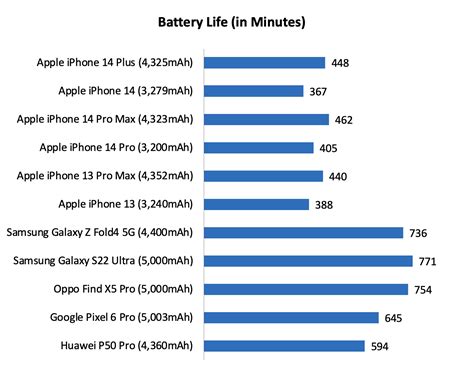 Battery Life (in Minutes)
Apple iPhone 14 Plus (4,325mAh) 448
Apple iPhone 14 (3,279mAh) 367
Apple iPhone 14 Pro Max (4,323mAh) 462
Apple iPhone 14 Pro (3,200mAh) 405
Apple iPhone 13 Pro Max (4,352mAh) 440
Apple iPhone 13 (3,240mAh) 388
Samsung Galaxy Z Fold4 5G (4,400mAh) 736
Samsung Galaxy S22 Ultra (5,000mAh) 771
Oppo Find X5 Pro (5,000mAh) 754
Google Pixel 6 Pro (5,003mAh) 645
Huawei P50 Pro (4,360mAh) 594